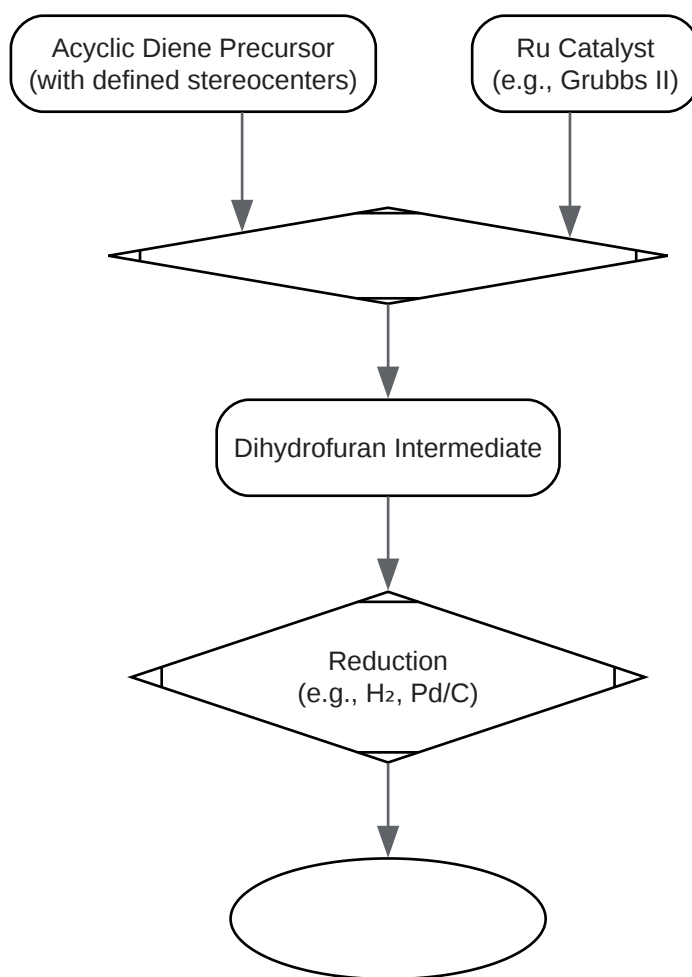 Acyclic Diene Precursor
(with defined stereocenters)
Ru Catalyst
(e.g., Grubbs II)
Dihydrofuran Intermediate
Reduction
(e.g., H₂, Pd/C)